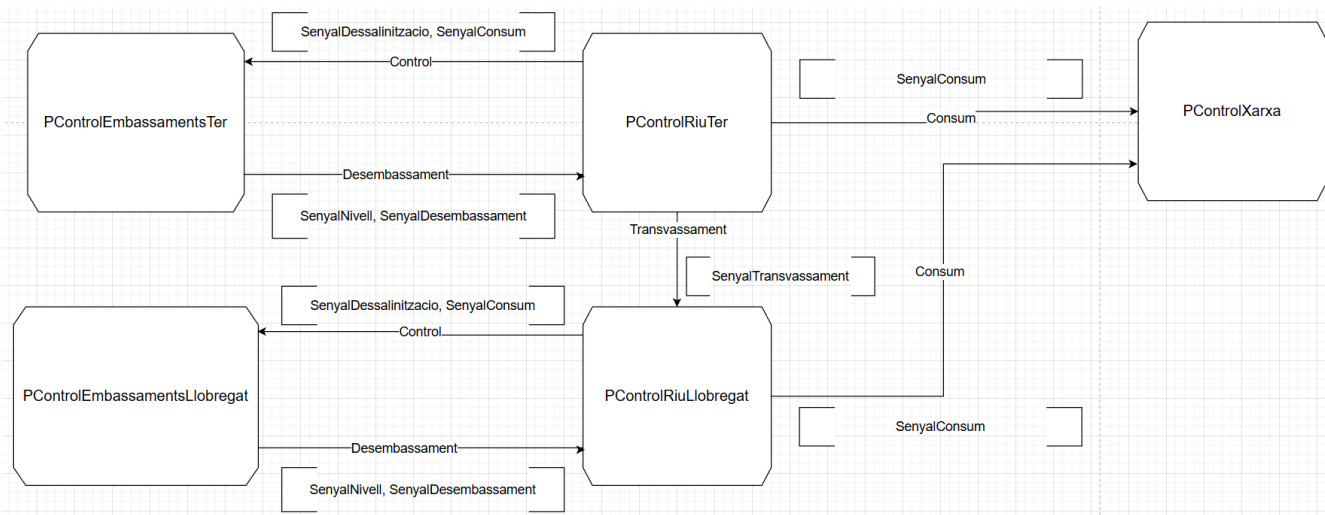 SenyalDessalinitzacio, SenyalConsum
Control
SenyalConsum
PControlEmbassamentsTer
PControlRiuTer
PControlXarxa
Consum
Desembassament
SenyalNivell, SenyalDesembassament
Transvassament
SenyalTransvassament
Consum
SenyalDessalinitzacio, SenyalConsum
Control
PControlEmbassamentsLlobregat
PControlRiuLlobregat
SenyalConsum
Desembassament
SenyalNivell, SenyalDesembassament